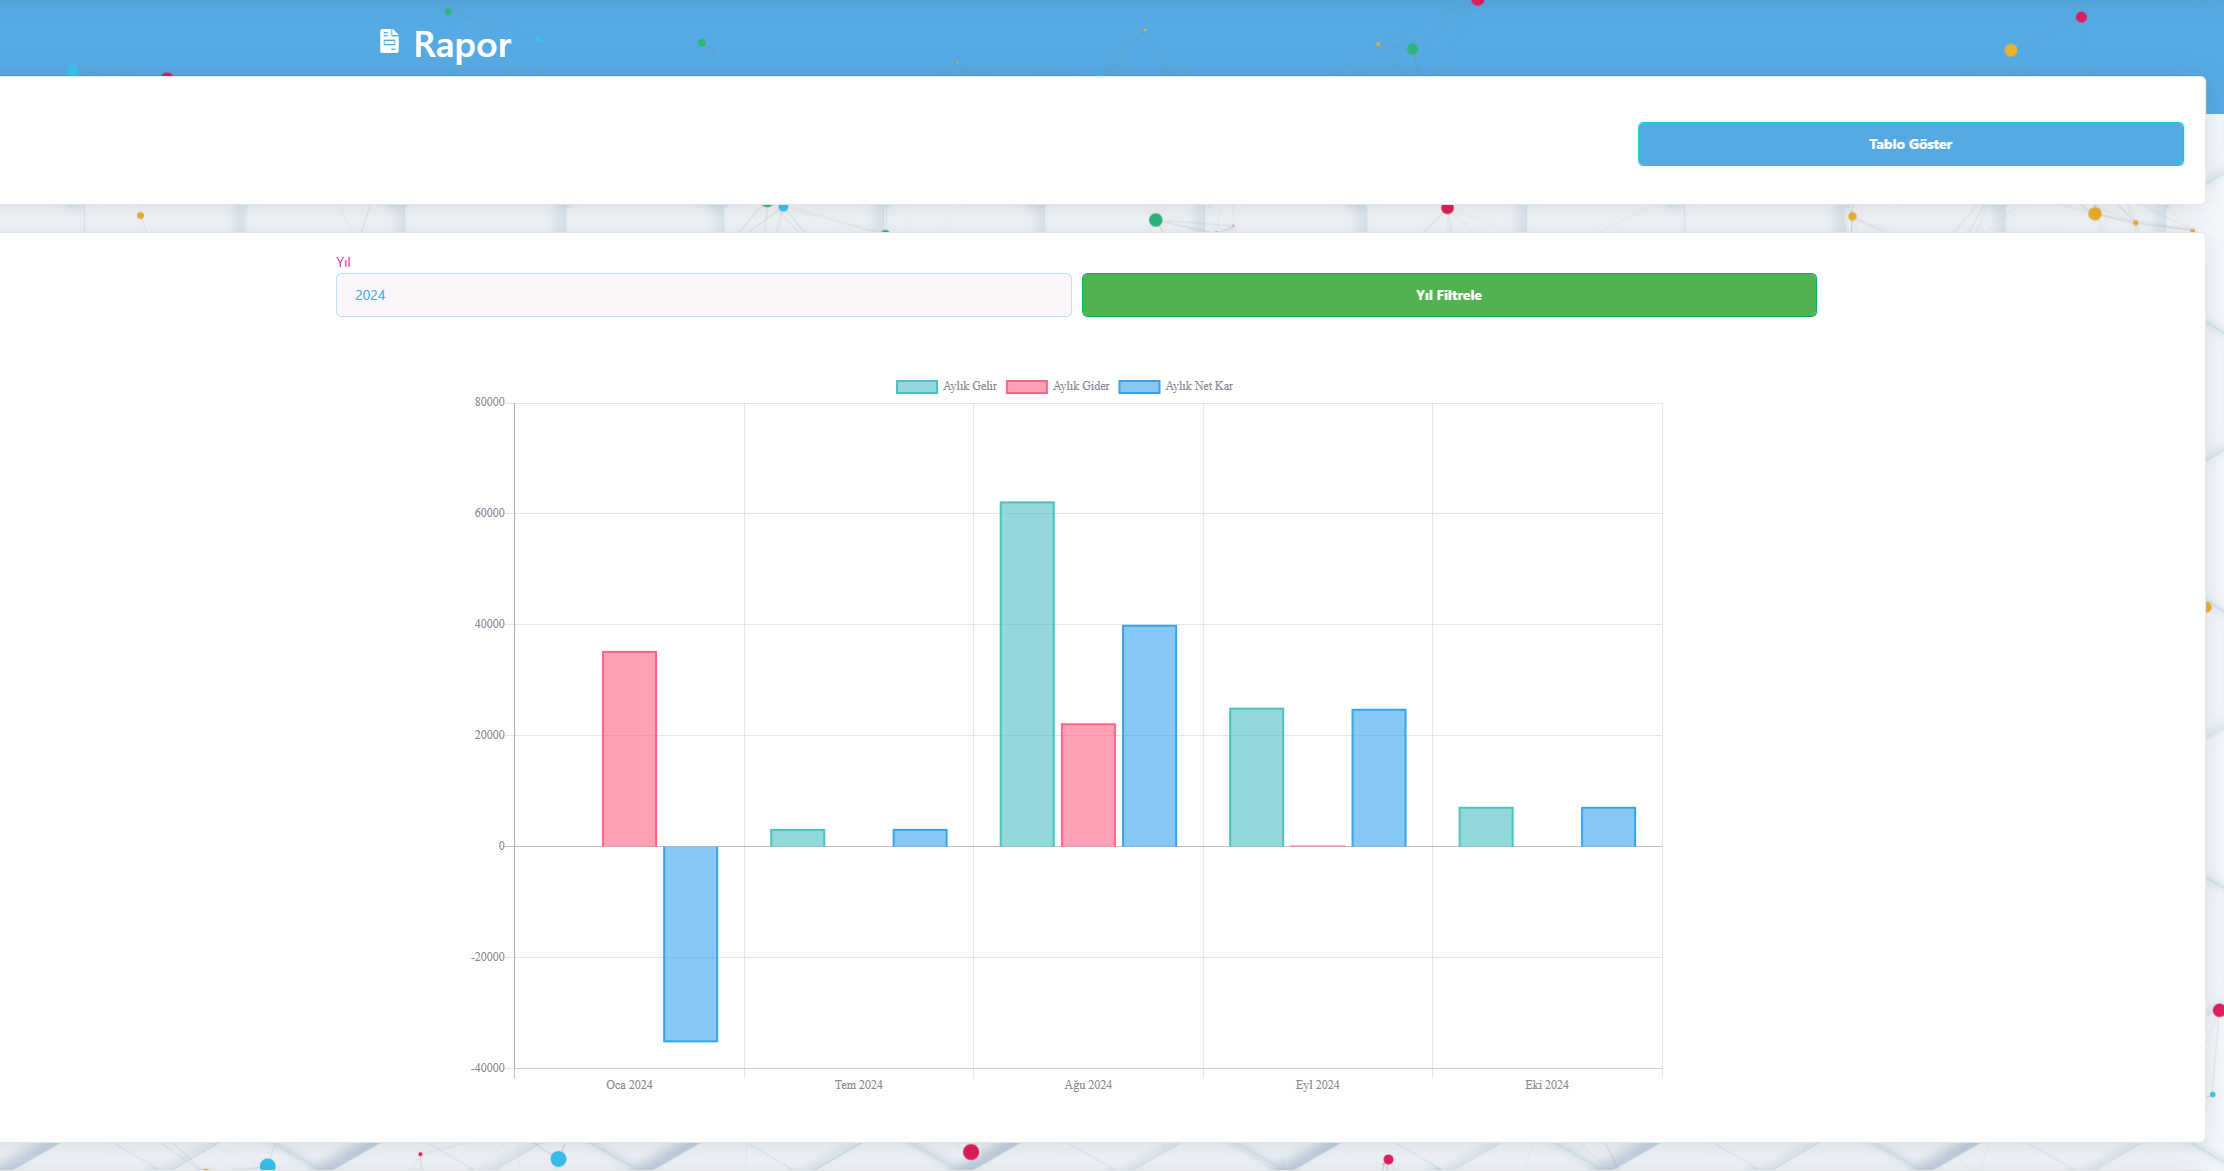 Rapor
Tablo Göster
Yıl
2024
Yıl Filtrele
Aylık Gelir Aylık Gider Aylık Net Kar
80000
60000
40000
20000
0
-20000
-40000
Oca 2024 Tem 2024 Ağu 2024 Eyl 2024 Eki 2024